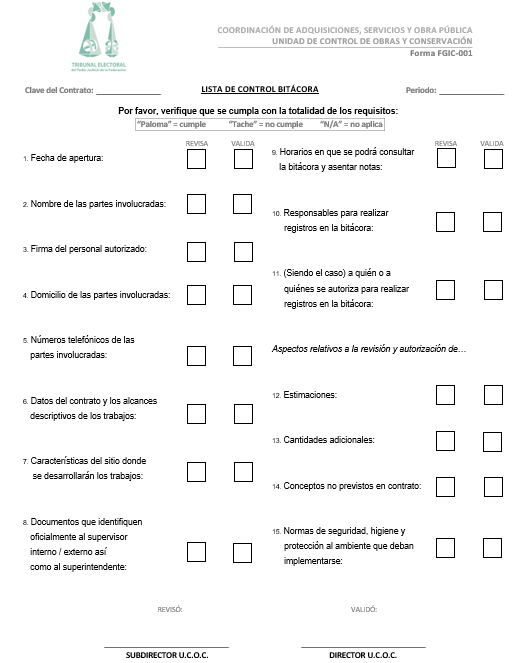 COORDINACIÓN DE ADQUISICIONES, SERVICIOS Y OBRA PÚBLICA
UNIDAD DE CONTROL DE OBRAS Y CONSERVACIÓN
Forma FGIC-001
TRIBUNAL ELECTORAL
del Poder Judicial de la Federación
Clave del Contrato: ______________
LISTA DE CONTROL BITÁCORA
Periodo: ______________
Por favor, verifique que se cumpla con la totalidad de los requisitos:
"Paloma" = cumple "Tache" = no cumple "N/A" = no aplica
REVISA VALIDA
1. Fecha de apertura:
2. Nombre de las partes involucradas:
3. Firma del personal autorizado:
4. Domicilio de las partes involucradas:
5. Números telefónicos de las
partes involucradas:
6. Datos del contrato y los alcances
descriptivos de los trabajos:
7. Características del sitio donde
se desarrollarán los trabajos:
8. Documentos que identifiquen
oficialmente al supervisor
interno / externo así
como al superintendente:
REVISA VALIDA
9. Horarios en que se podrá consultar
la bitácora y asentar notas:
10. Responsables para realizar
registros en la bitácora:
11. (Siendo el caso) a quién o a
quiénes se autoriza para realizar
registros en la bitácora:
Aspectos relativos a la revisión y autorización de…
12. Estimaciones:
13. Cantidades adicionales:
14. Conceptos no previstos en contrato:
15. Normas de seguridad, higiene y
protección al ambiente que deban
implementarse:
REVISÓ:
VALIDÓ:
SUBDIRECTOR U.C.O.C.
DIRECTOR U.C.O.C.